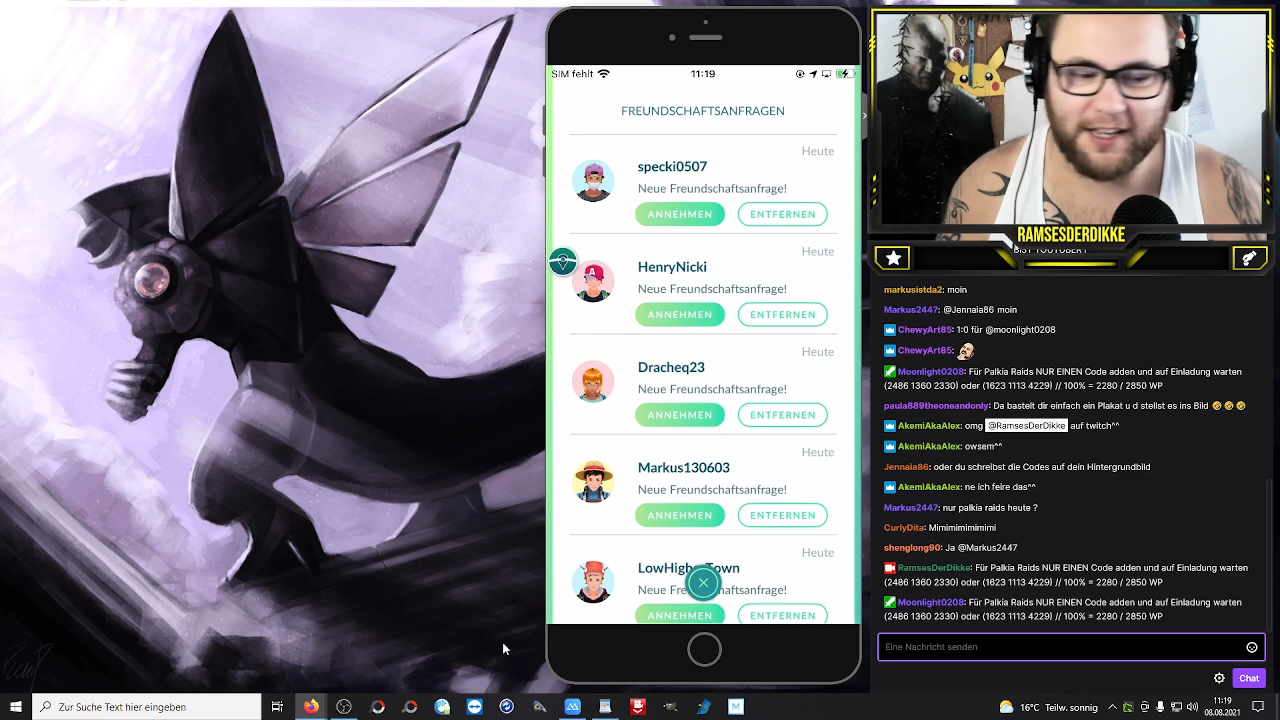 SIM fehlt
11:19
FREUNDSCHAFTSANFRAGEN
Heute
specki0507
Neue Freundschaftsanfrage!
ANNEHMEN ENTFERNEN
Heute
HenryNicki
Neue Freundschaftsanfrage!
ANNEHMEN ENTFERNEN
Heute
Dracheq23
Neue Freundschaftsanfrage!
ANNEHMEN ENTFERNEN
Heute
Markus130603
Neue Freundschaftsanfrage!
ANNEHMEN ENTFERNEN
Heute
Neue
ANNEHMEN ENTFERNEN
RAMSESDERDIKKE
BIST YOUTUBER?
markusistda2: moin
Markus2447: @Jennaia86 moin
ChewyArt85: 1:0 für @moonlight0208
ChewyArt85:
Moonlight0208: Für Palkia Raids NUR EINEN Code adden und auf Einladung warten
(2486 1360 2330) oder (1623 1113 4229) // 100% = 2280 / 2850 WP
paula889theoneandonly: Da bastelt dir einfach ein Plakat u d stellst es ins Bild
AkemiAkaAlex: omg @RamsesDerDikke auf twitch^^
AkemiAkaAlex: owsem^^
Jennaia86: oder du schreibst die Codes auf dein Hintergrundbild
AkemiAkaAlex: ne ich feire das^^
Markus2447: nur palkia raids heute ?
CurlyDita: Mimimimimimimi
shenglong90: Ja @Markus2447
RamsesDerDikke: Für Palkia Raids NUR EINEN Code adden und auf Einladung warten
(2486 1360 2330) oder (1623 1113 4229) // 100% = 2280 / 2850 WP
Moonlight0208: Für Palkia Raids NUR EINEN Code adden und auf Einladung warten
(2486 1360 2330) oder (1623 1113 4229) // 100% = 2280 / 2850 WP
Eine Nachricht senden
Chat
Zur Suche Text hier eingeben
16°C Teilw. sonnig
11:19
08.08.2021